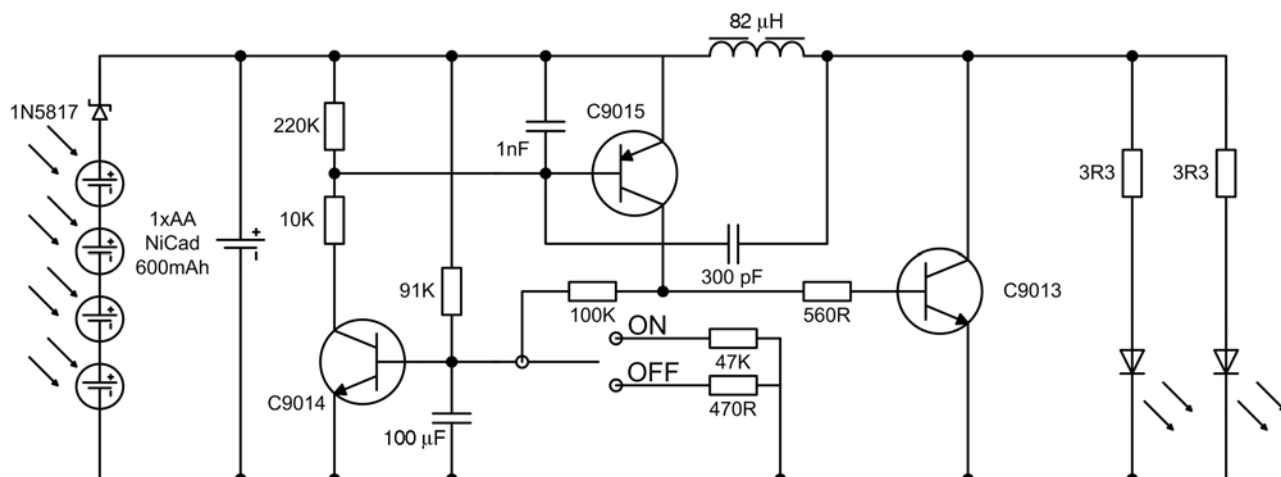 82 μH
1N5817
220K
1nF
C9015
3R3
3R3
1xAA
NiCad
600mAh
10K
91K
300 pF
100K
560R
C9013
ON
47K
OFF
470R
C9014
100 μF